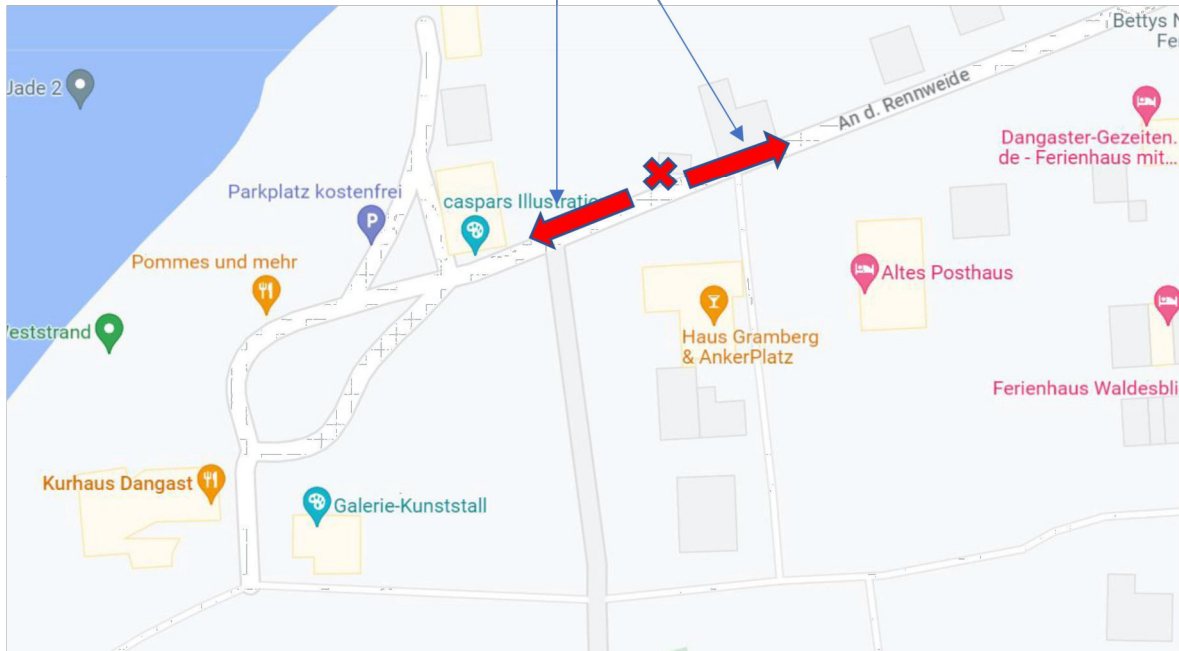 Bettys N
Fe
Jade 2
An d. Rennweide
Dangaster-Gezeiten.
de - Ferienhaus mit...
Parkplatz kostenfrei
P
caspars Illustratio
Pommes und mehr
Altes Posthaus
Haus Gramberg
& AnkerPlatz
Veststrand
Ferienhaus Waldesbli
Kurhaus Dangast
Galerie-Kunststall